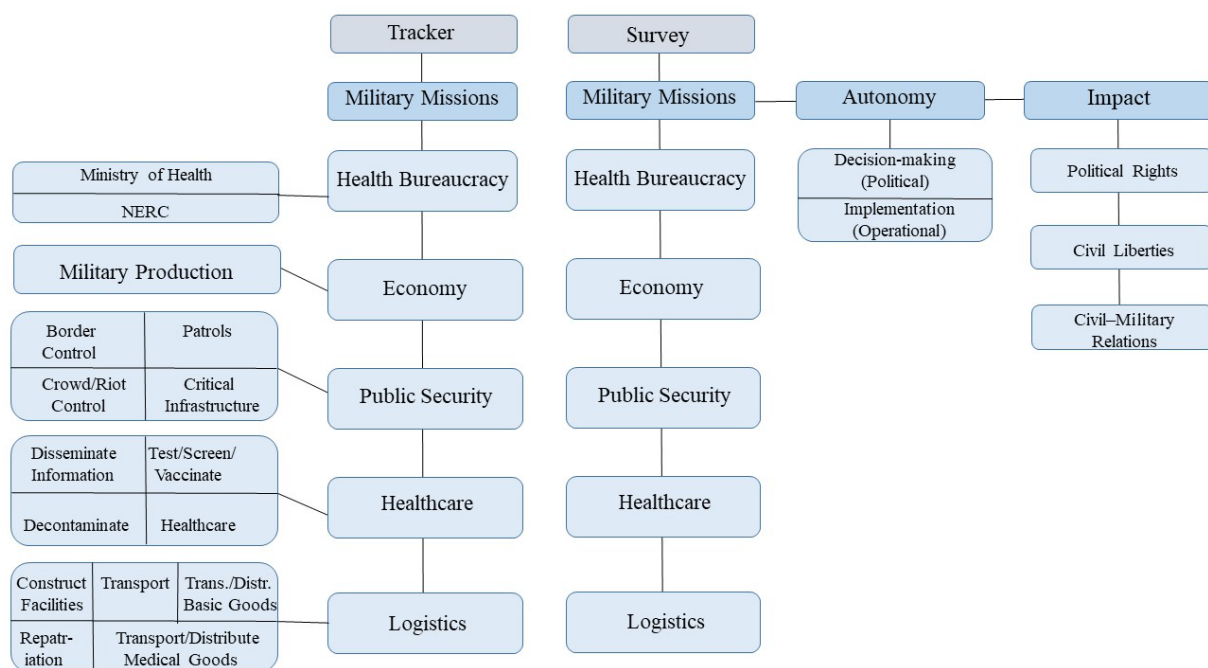 Tracker
Survey
Military Missions
Military Missions
Autonomy
Impact
Ministry of Health
NERC
Health Bureaucracy
Health Bureaucracy
Decision-making
(Political)
Implementation
(Operational)
Political Rights
Military Production
Economy
Economy
Civil Liberties
Border
Control
Patrols
Crowd/Riot
Control
Critical
Infrastructure
Public Security
Public Security
Civil–Military
Relations
Disseminate
Information
Test/Screen/
Vaccinate
Decontaminate
Healthcare
Healthcare
Healthcare
Construct
Facilities
Transport
Trans./Distr.
Basic Goods
Repatr-
iation
Transport/Distribute
Medical Goods
Logistics
Logistics